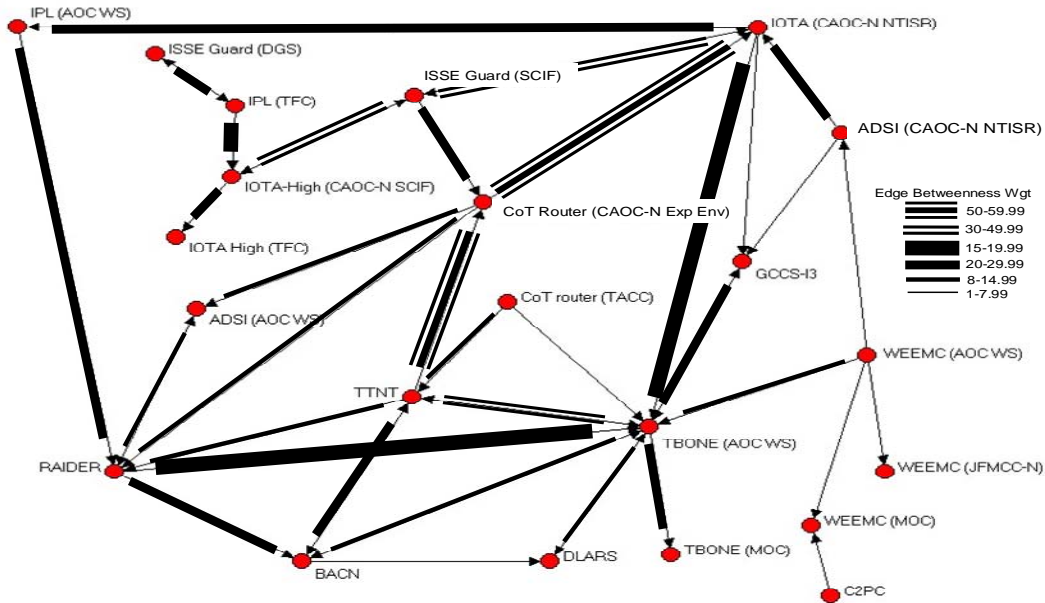 IPL (AOC WS)
IOTA (CAOC-N NTISR)
ISSE Guard (DGS)
ISSE Guard (SCIF)
IPL (TFC)
ADSI (CAOC-N NTISR)
IOTA-High (CAOC-N SCIF)
Edge Betweenness Wgt
50-59.99
30-49.99
15-19.99
20-29.99
8-14.99
1-7.99
CoT Router (CAOC-N Exp Env)
IOTA High (TFC)
GCCS-I3
CoT router (TACC)
ADSI (AOC WS)
WEEMC (AOC WS)
TTNT
TBONE (AOC WS)
RAIDER
WEEMC (JFMCC-N)
WEEMC (MOC)
TBONE (MOC)
DLARS
BACN
C2PC